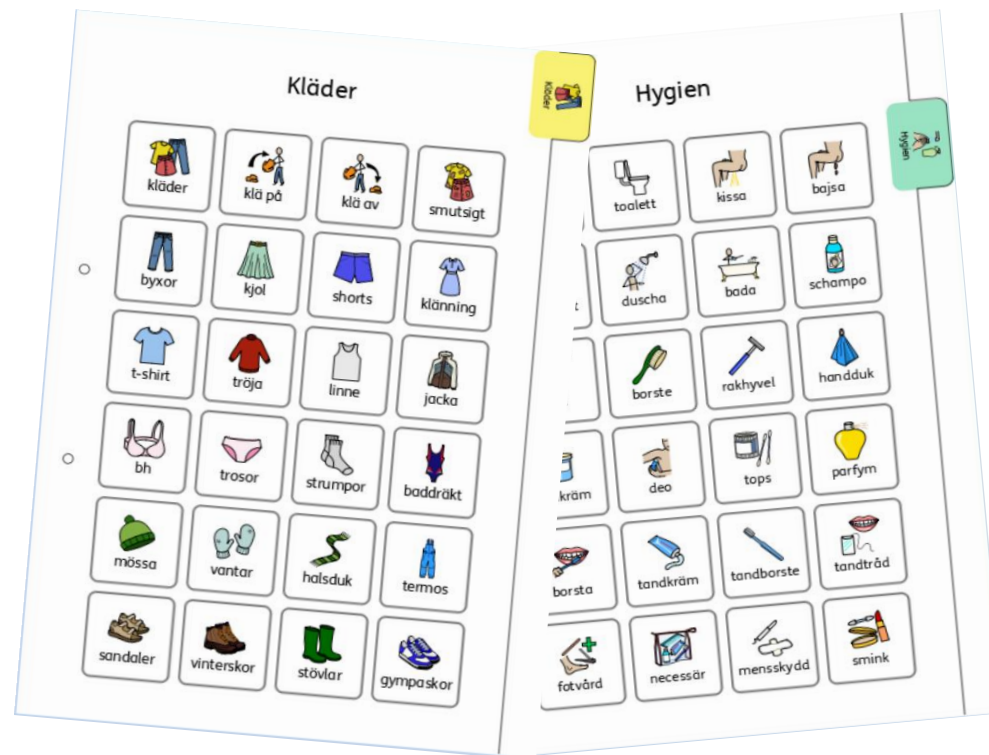 Kläder
kläder
klä på
klä av
smutsigt
byxor
kjol
shorts
klänning
t-shirt
tröja
linne
jacka
bh
trosor
strumpor
baddräkt
mössa
vantar
halsduk
termos
sandaler
vinterskor
stövlar
gympaskor
Kläder
Hygien
toalett
kissa
bajsa
duscha
bada
schampo
borste
rakhyvel
handduk
kräm
deo
tops
parfym
borsta
tandkräm
tandborste
tandtråd
fotvård
necessär
mensskydd
smink
Hygien